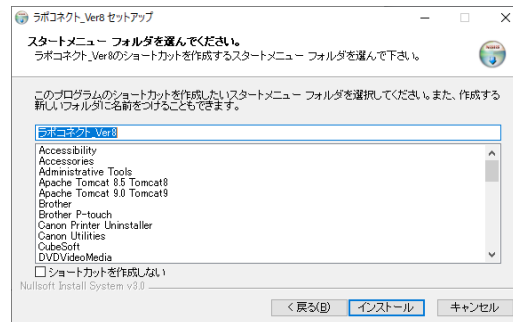 ラボコネクト_Ver8 セットアップ
スタートメニュー フォルダを選んでください。
ラボコネクト_Ver8のショートカットを作成するスタートメニュー フォルダを選んで下さい。
このプログラムのショートカットを作成したいスタートメニュー フォルダを選択してください。また、作成する
新しいフォルダに名前をつけることもできます。
ラボコネクト_Ver8
Accessibility
Accessories
Administrative Tools
Apache Tomcat 8.5 Tomcat8
Apache Tomcat 9.0 Tomcat9
Brother
Brother P-touch
Canon Printer Uninstaller
Canon Utilities
CubeSoft
DVDVideoMedia
ショートカットを作成しない
Nullsoft Install System v3.0
< 戻る(B)
インストール
キャンセル